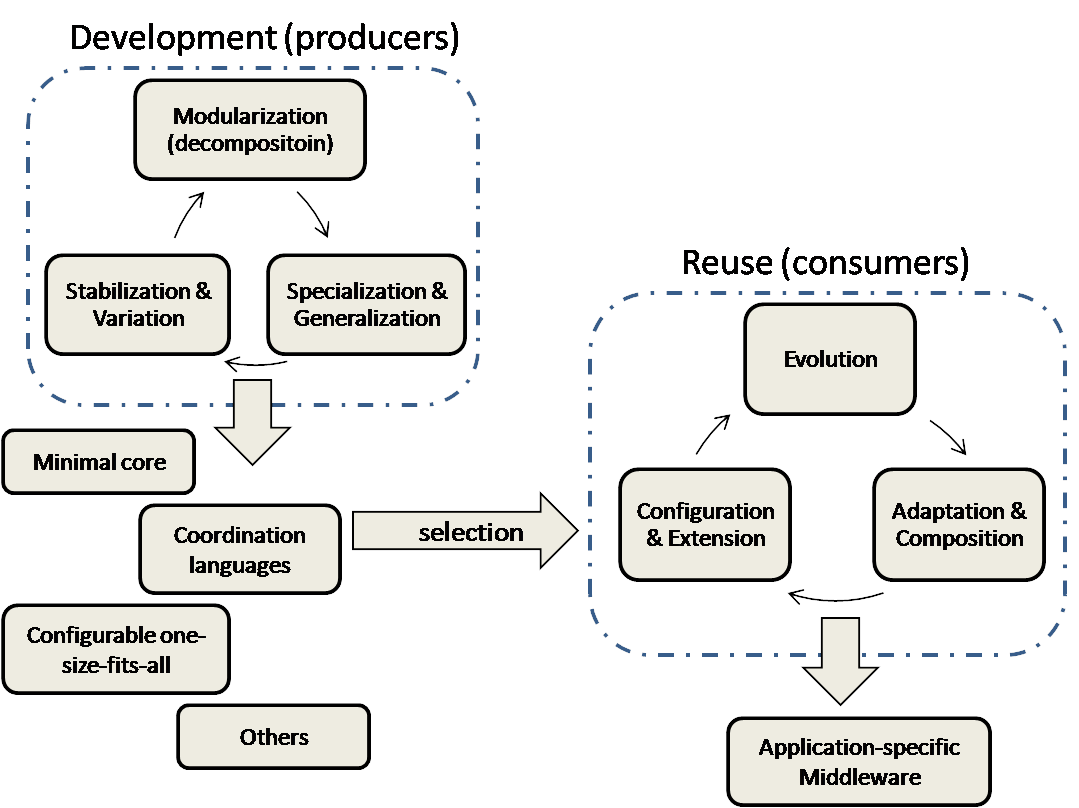 Development (producers)
Modularization
(decompositoin)
Stabilization &
Variation
Specialization &
Generalization
Minimal core
Coordination
languages
Configurable one-
size-fits-all
Others
selection
Reuse (consumers)
Evolution
Configuration
& Extension
Adaptation &
Composition
Application-specific
Middleware